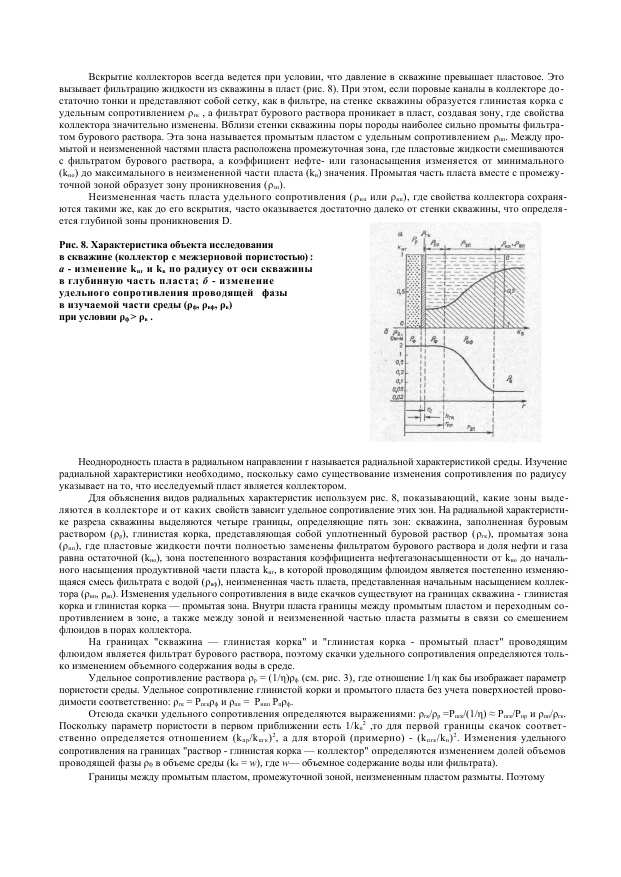 Вскрытие коллекторов всегда ведется при условии, что давление в скважине превышает пластовое. Это
вызывает фильтрацию жидкости из скважины в пласт (рис. 8). При этом, если поровые каналы в коллекторе до-
статочно тонки и представляют собой сетку, как в фильтре, на стенке скважины образуется глинистая корка с
удельным сопротивлением ρгк , а фильтрат бурового раствора проникает в пласт, создавая зону, где свойства
коллектора значительно изменены. Вблизи стенки скважины поры породы наиболее сильно промыты фильтра-
том бурового раствора. Эта зона называется промытым пластом с удельным сопротивлением ρпп. Между про-
мытой и неизмененной частями пласта расположена промежуточная зона, где пластовые жидкости смешиваются
с фильтратом бурового раствора, а коэффициент нефте- или газонасыщения изменяется от минимального
(kно) до максимального в неизмененной части пласта (kн) значения. Промытая часть пласта вместе с промежу-
точной зоной образует зону проникновения (ρзп).
Неизмененная часть пласта удельного сопротивления (ρнп или ρвп), где свойства коллектора сохраня-
ются такими же, как до его вскрытия, часто оказывается достаточно далеко от стенки скважины, что определя-
ется глубиной зоны проникновения D.
Рис. 8. Характеристика объекта исследования
в скважине (коллектор с межзерновой пористостью) :
а - изменение kнг и kв по радиусу от оси скважины
в глубинную часть пласта; б - изменение
удельного сопротивления проводящей фазы
в изучаемой части среды (ρф, ρвф, ρв)
при условии ρф > ρв .
Неоднородность пласта в радиальном направлении r называется радиальной характеристикой среды. Изучение
радиальной характеристики необходимо, поскольку само существование изменения сопротивления по радиусу
указывает на то, что исследуемый пласт является коллектором.
Для объяснения видов радиальных характеристик используем рис. 8, показывающий, какие зоны выде-
ляются в коллекторе и от каких свойств зависит удельное сопротивление этих зон. На радиальной характеристи-
ке разреза скважины выделяются четыре границы, определяющие пять зон: скважина, заполненная буровым
раствором (ρр), глинистая корка, представляющая собой уплотненный буровой раствор (ρгк), промытая зона
(ρпп), где пластовые жидкости почти полностью заменены фильтратом бурового раствора и доля нефти и газа
равна остаточной (kно), зона постепенного возрастания коэффициента нефтегазонасыщенности от kно до началь-
ного насыщения продуктивной части пласта kнг, в которой проводящим флюидом является постепенно изменяю-
щаяся смесь фильтрата с водой (ρвф), неизмененная часть пласта, представленная начальным насыщением коллек-
тора (ρнп, ρвп). Изменения удельного сопротивления в виде скачков существуют на границах скважина - глинистая
корка и глинистая корка — промытая зона. Внутри пласта границы между промытым пластом и переходным со-
противлением в зоне, а также между зоной и неизмененной частью пласта размыты в связи со смешением
флюидов в порах коллектора.
На границах "скважина — глинистая корка" и "глинистая корка - промытый пласт" проводящим
флюидом является фильтрат бурового раствора, поэтому скачки удельного сопротивления определяются толь-
ко изменением объемного содержания воды в среде.
Удельное сопротивление раствора ρр = (1/η)ρф (см. рис. 3), где отношение 1/η как бы изображает параметр
пористости среды. Удельное сопротивление глинистой корки и промытого пласта без учета поверхностей прово-
димости соответственно: ρгк = Pпгкρф и ρпп = Pнпп Pпρф.
Отсюда скачки удельного сопротивления определяются выражениями: ρгк/ρр =Pпгк/(1/η) ≈ Pпгк/Pпр и ρпп/ρгк.
Поскольку параметр пористости в первом приближении есть 1/kп² ,то для первой границы скачок соответ-
ственно определяется отношением (kпр/kпгк)², а для второй (примерно) - (kпгк/kп)². Изменения удельного
сопротивления на границах "раствор - глинистая корка — коллектор" определяются изменением долей объемов
проводящей фазы ρф в объеме среды (kп = w), где w— объемное содержание воды или фильтрата).
Границы между промытым пластом, промежуточной зоной, неизмененным пластом размыты. Поэтому